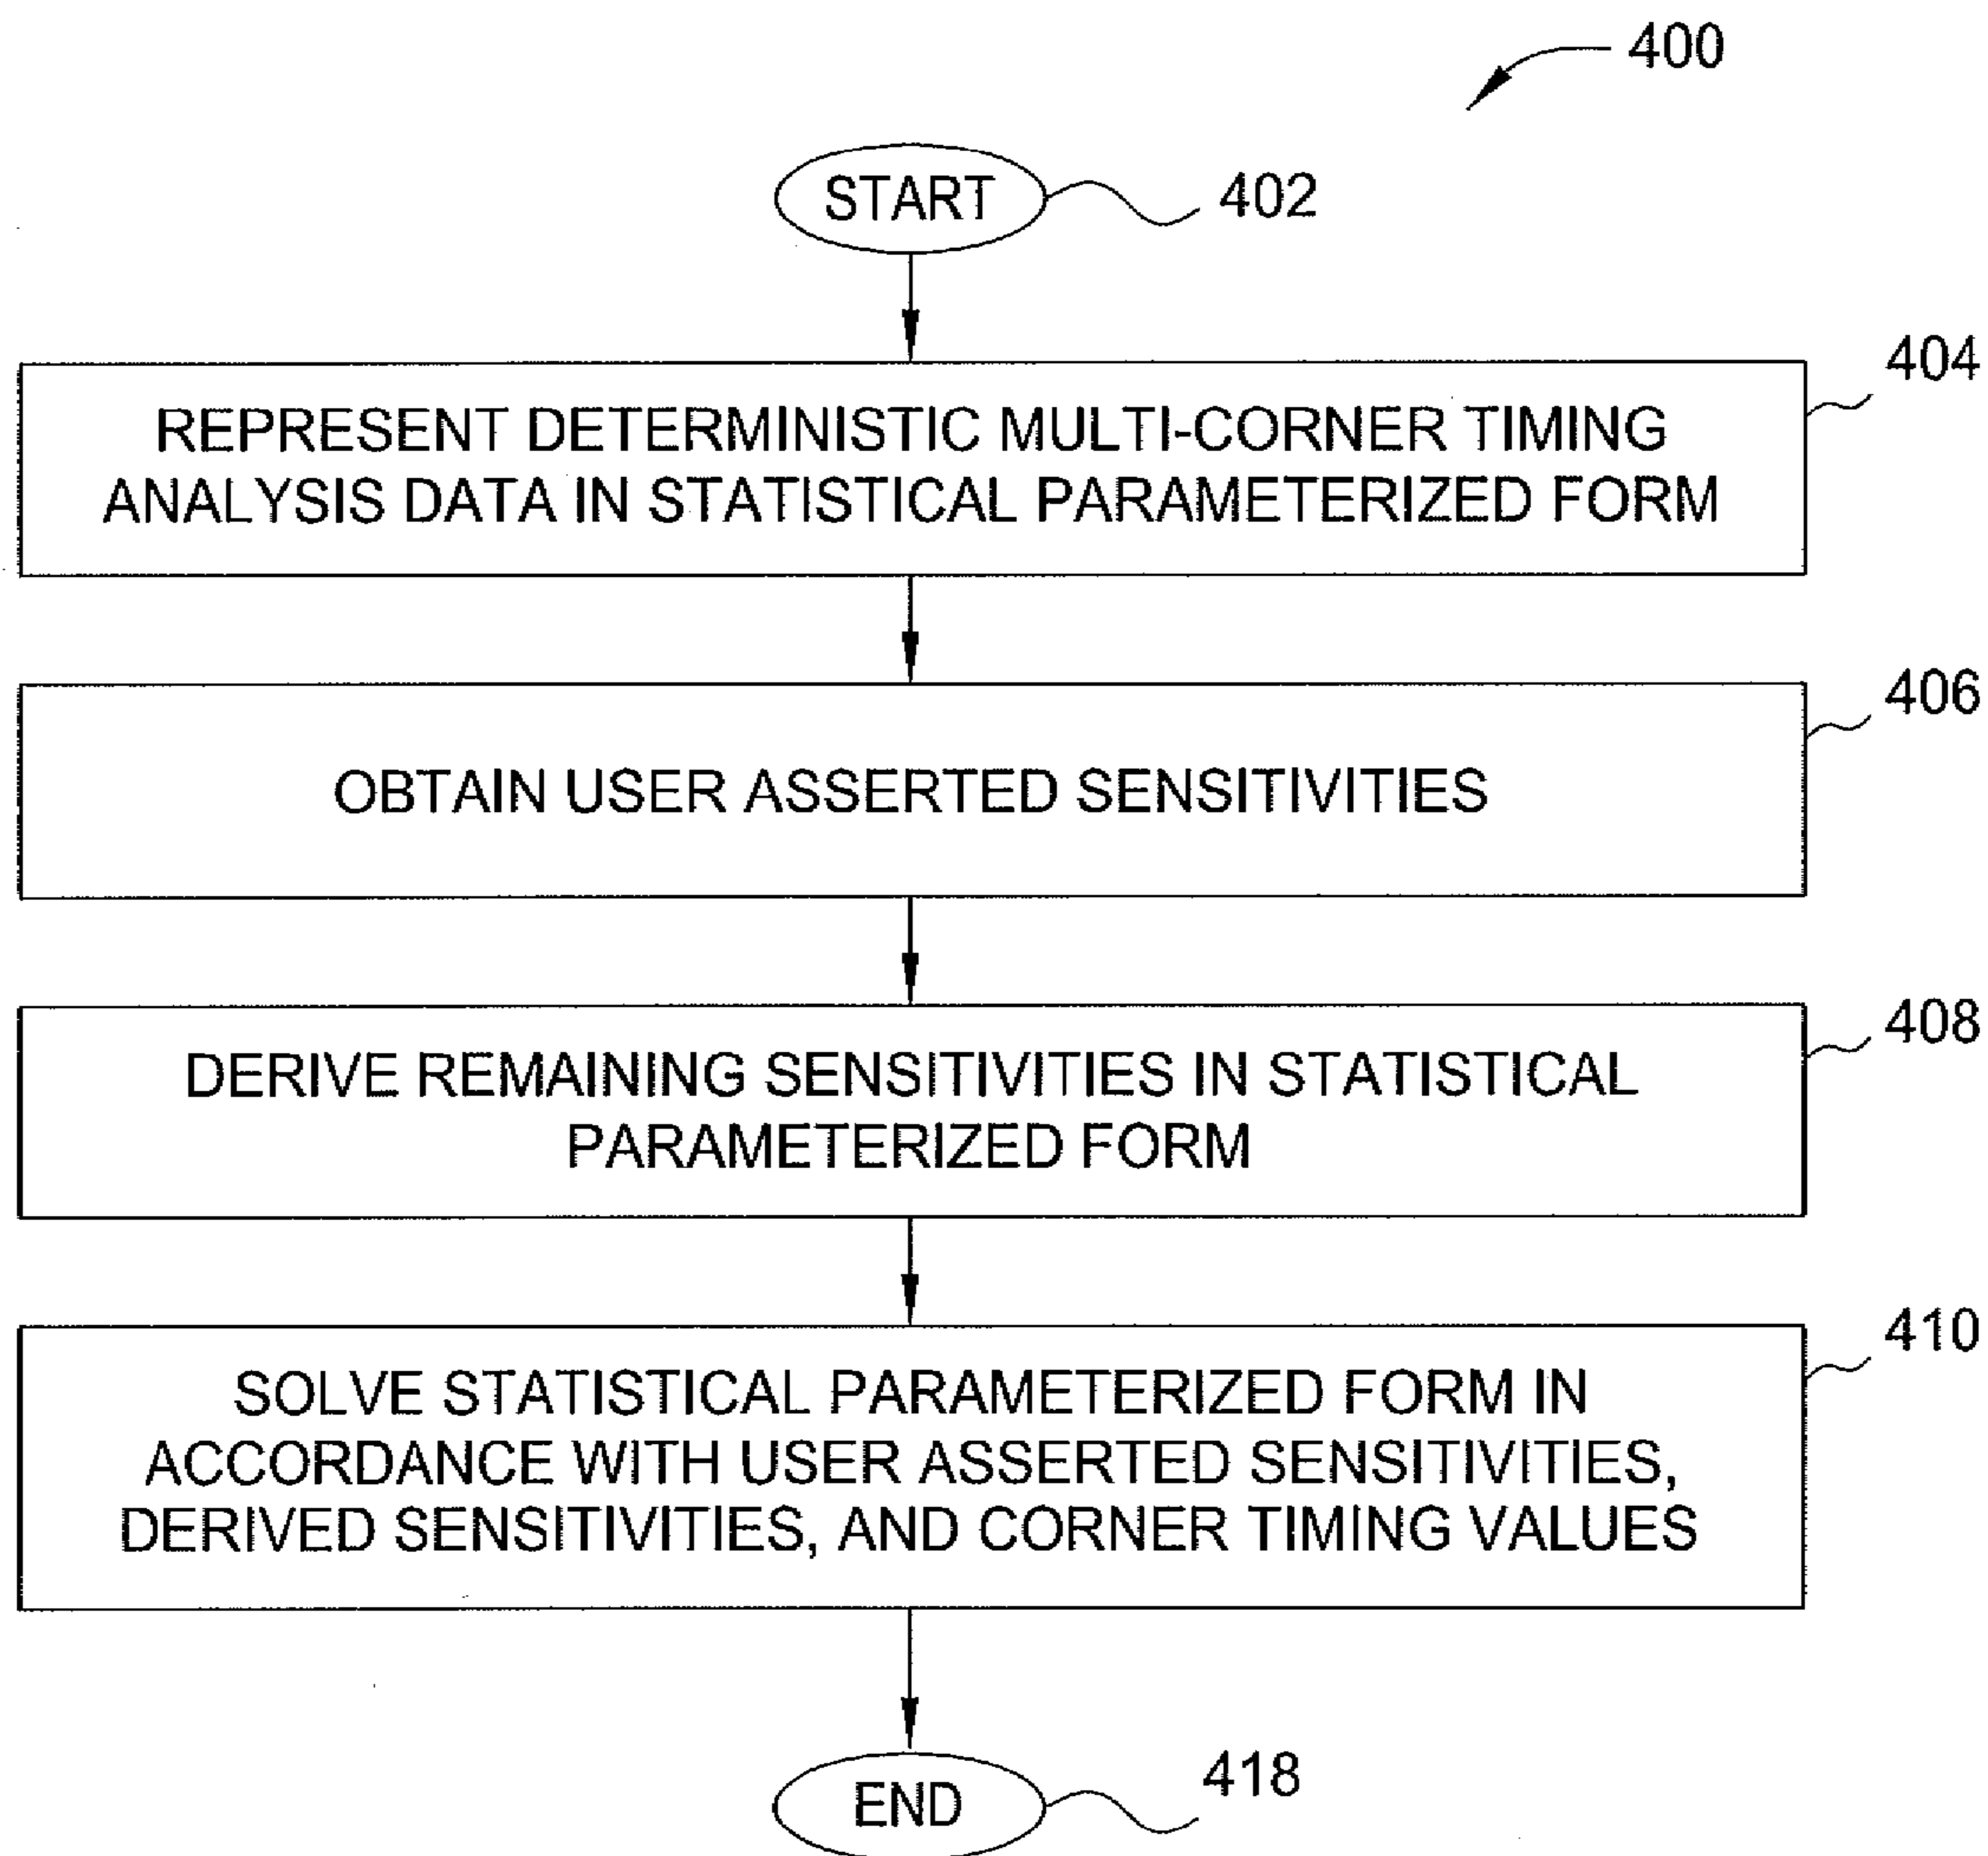 400
START
402
404
REPRESENT DETERMINISTIC MULTI-CORNER TIMING
ANALYSIS DATA IN STATISTICAL PARAMETERIZED FORM
406
OBTAIN USER ASSERTED SENSITIVITIES
408
DERIVE REMAINING SENSITIVITIES IN STATISTICAL
PARAMETERIZED FORM
410
SOLVE STATISTICAL PARAMETERIZED FORM IN
ACCORDANCE WITH USER ASSERTED SENSITIVITIES,
DERIVED SENSITIVITIES, AND CORNER TIMING VALUES
END
418